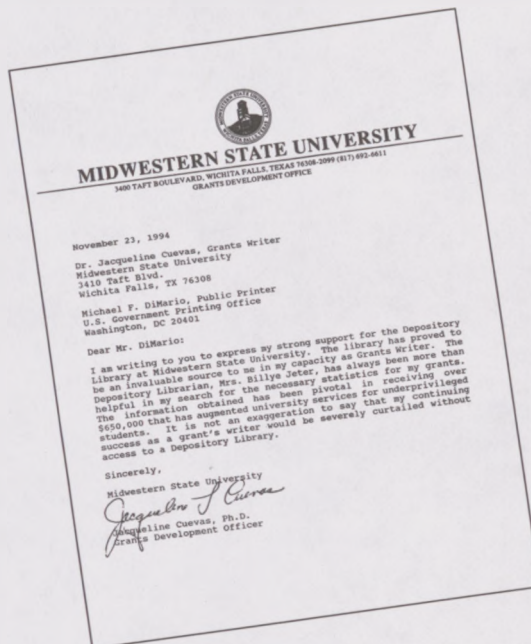 MIDWESTERN STATE UNIVERSITY
WICHITA FALLS, TEXAS
MIDWESTERN STATE UNIVERSITY
3400 TAFT BOULEVARD, WICHITA FALLS, TEXAS 76308-2099 (817) 692-6611
GRANTS DEVELOPMENT OFFICE
November 23, 1994
Dr. Jacqueline Cuevas, Grants Writer
Midwestern State University
3410 Taft Blvd.
Wichita Falls, TX 76308
Michael F. DiMario, Public Printer
U.S. Government Printing Office
Washington, DC 20401
Dear Mr. DiMario:
I am writing to you to express my strong support for the Depository
Library at Midwestern State University. The library has proved to
be an invaluable source to me in my capacity as Grants Writer. The
Depository Librarian, Mrs. Billye Jeter, has always been more than
helpful in my search for the necessary statistics for my grants.
The information obtained has been pivotal in receiving over
$650,000 that has augmented university services for underprivileged
students. It is not an exaggeration to say that my continuing
success as a grant's writer would be severely curtailed without
access to a Depository Library.
Sincerely,
Midwestern State University
Jacqueline L Cuevas
Jacqueline Cuevas, Ph.D.
Grants Development Officer